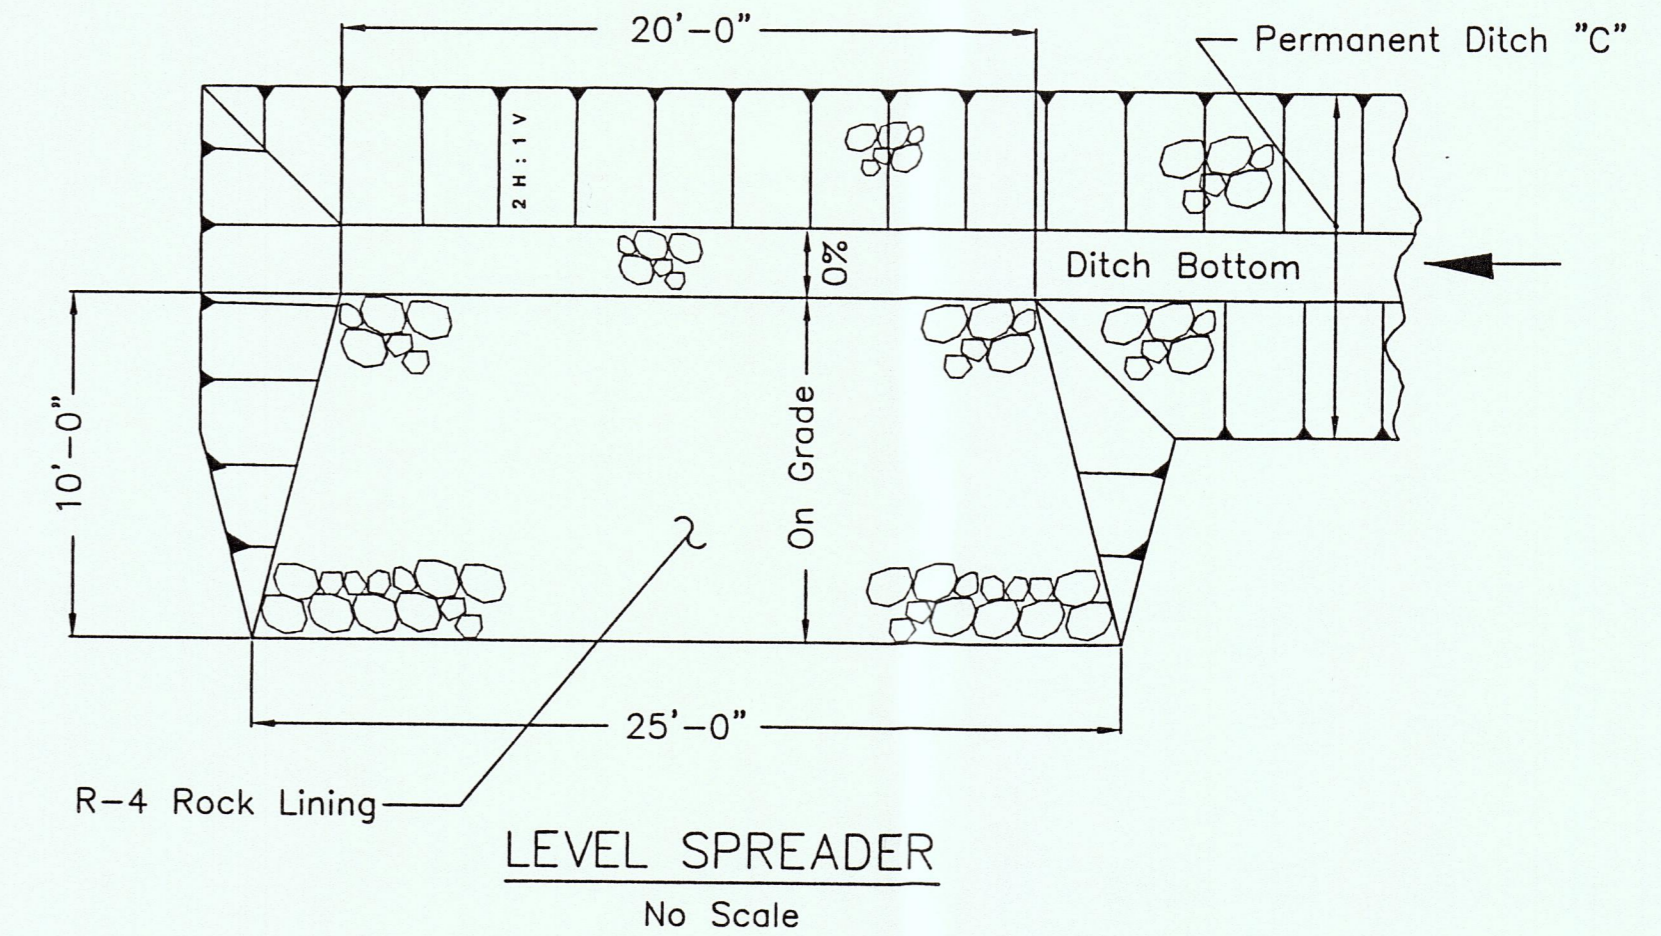 20'-0"
Permanent Ditch "C"
2H:1V
0%
Ditch Bottom
10'-0"
On Grade
25'-0"
R-4 Rock Lining
LEVEL SPREADER
No Scale